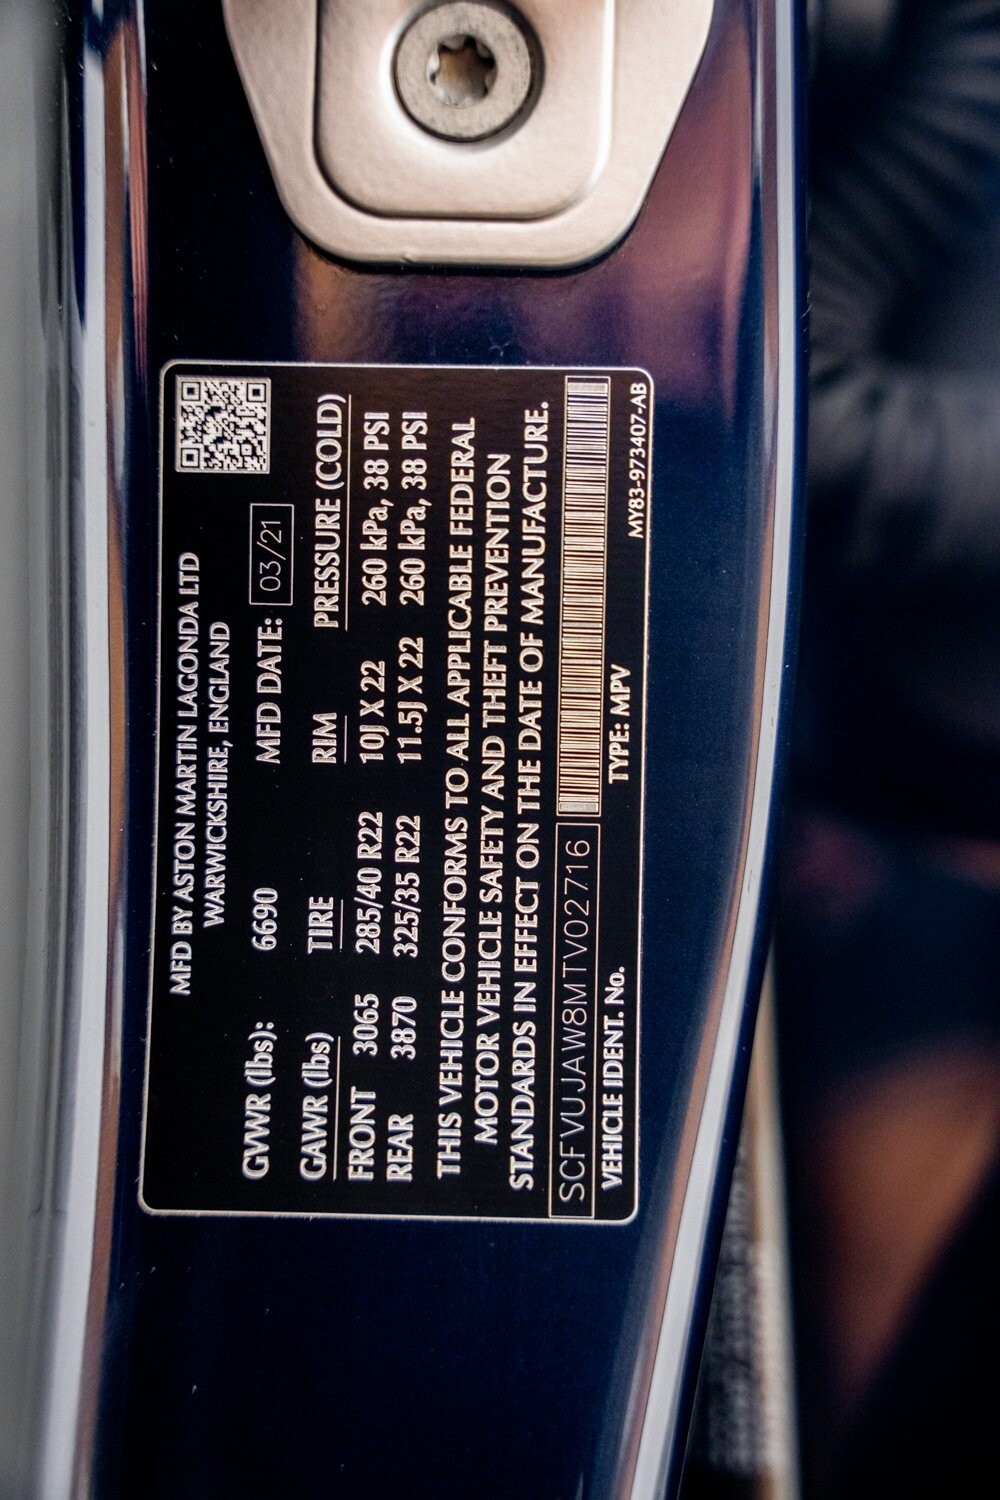 MFD BY ASTON MARTIN LAGONDA LTD
WARWICKSHIRE, ENGLAND
GVWR (lbs): 6690 MFD DATE: 03/21
GAWR (lbs) TIRE RIM PRESSURE (COLD)
FRONT 3065 285/40 R22 10J X 22 260 kPa, 38 PSI
REAR 3870 325/35 R22 11.5J X 22 260 kPa, 38 PSI
THIS VEHICLE CONFORMS TO ALL APPLICABLE FEDERAL
MOTOR VEHICLE SAFETY AND THEFT PREVENTION
STANDARDS IN EFFECT ON THE DATE OF MANUFACTURE.
SCFVUJAW8MTV02716
VEHICLE IDENT. No. TYPE: MPV MY83-973407-AB